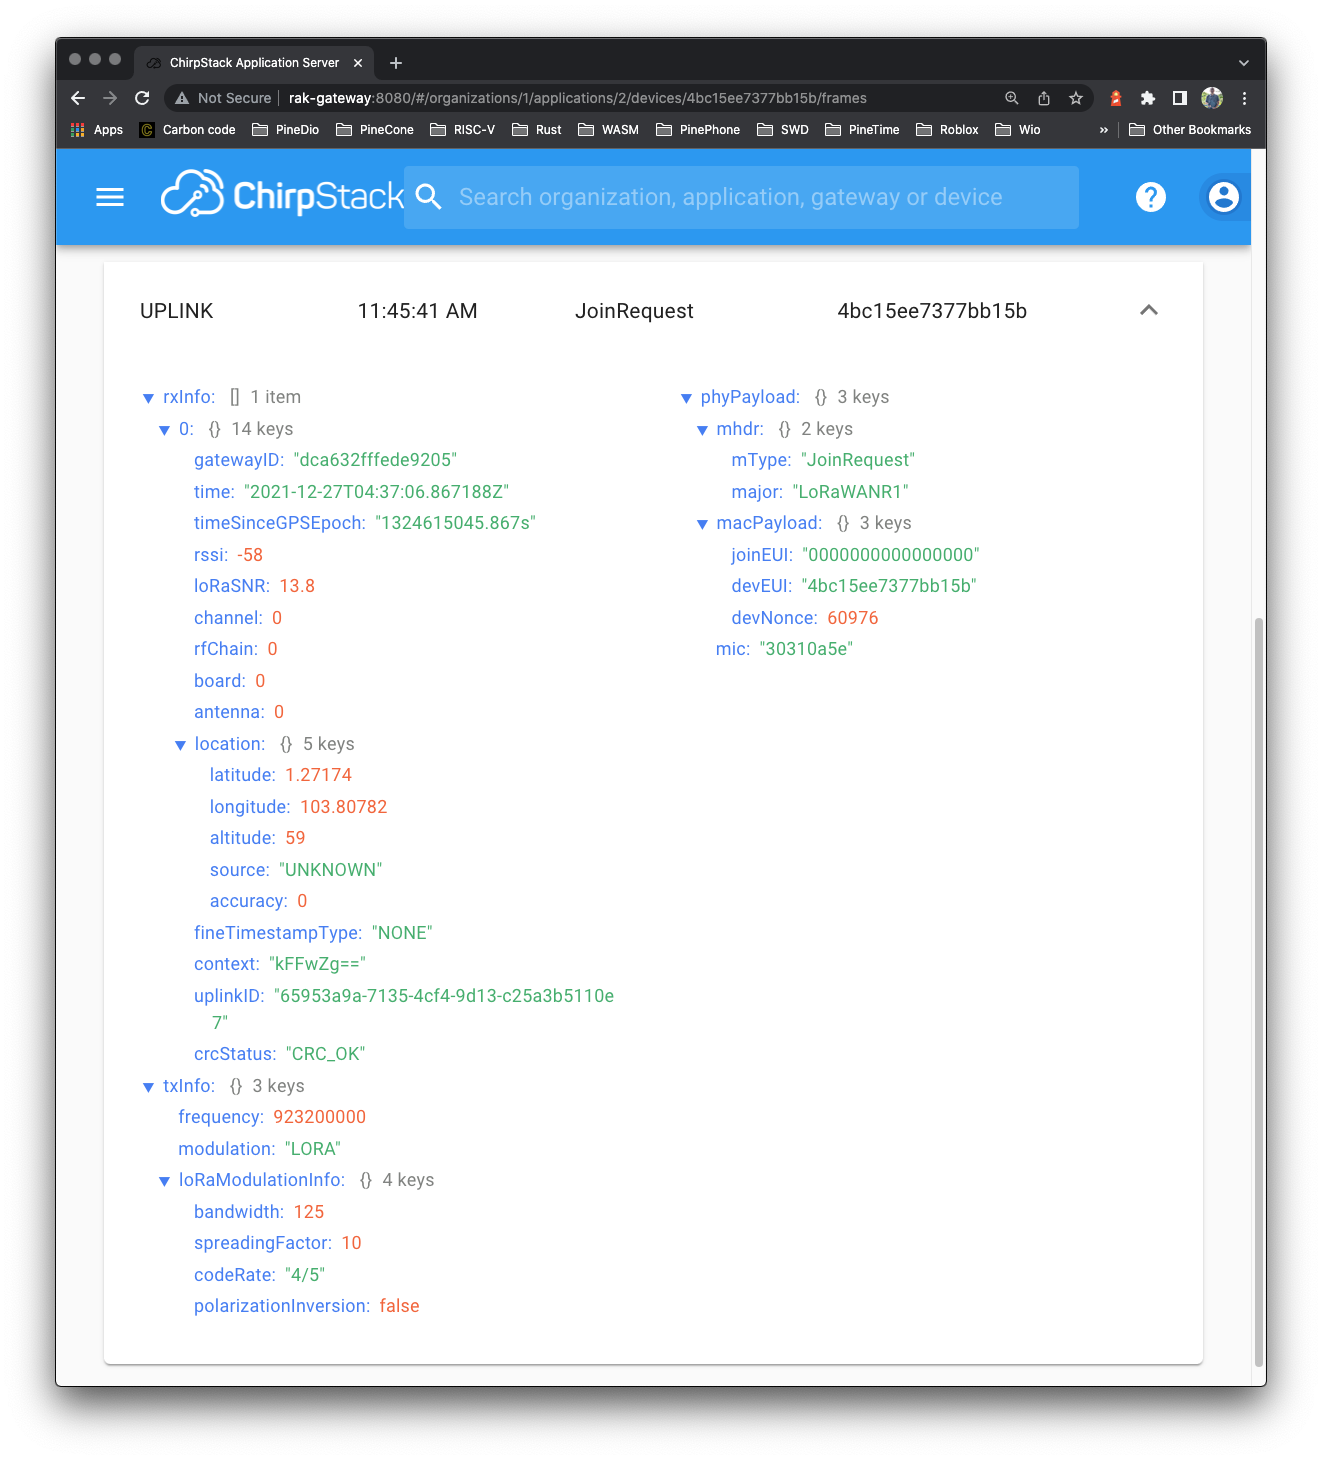 ChirpStack Application Server
Not Secure | rak-gateway:8080/#/organizations/1/applications/2/devices/4bc15ee7377bb15b/frames
Apps C Carbon code PineDio PineCone RISC-V Rust WASM PinePhone SWD PineTime Roblox Wio » Other Bookmarks
ChirpStack Search organization, application, gateway or device ?
UPLINK 11:45:41 AM JoinRequest 4bc15ee7377bb15b
rxInfo: [] 1 item
0: {} 14 keys
gatewayID: "dca632fffede9205"
time: "2021-12-27T04:37:06.867188Z"
timeSinceGPSEpoch: "1324615045.867s"
rssi: -58
loRaSNR: 13.8
channel: 0
rfChain: 0
board: 0
antenna: 0
location: {} 5 keys
latitude: 1.27174
longitude: 103.80782
altitude: 59
source: "UNKNOWN"
accuracy: 0
fineTimestampType: "NONE"
context: "kFFwZg=="
uplinkID: "65953a9a-7135-4cf4-9d13-c25a3b5110e
7"
crcStatus: "CRC_OK"
txInfo: {} 3 keys
frequency: 923200000
modulation: "LORA"
loRaModulationInfo: {} 4 keys
bandwidth: 125
spreadingFactor: 10
codeRate: "4/5"
polarizationInversion: false
phyPayload: {} 3 keys
mhdr: {} 2 keys
mType: "JoinRequest"
major: "LoRaWANR1"
macPayload: {} 3 keys
joinEUI: "0000000000000000"
devEUI: "4bc15ee7377bb15b"
devNonce: 60976
mic: "30310a5e"